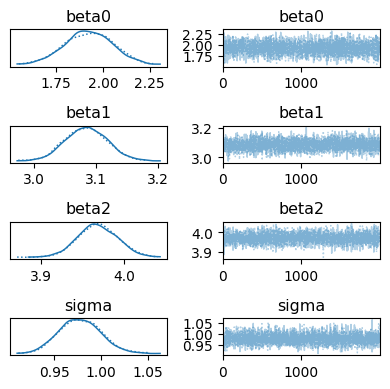 beta0 beta0
2.25
2.00
1.75
1.75 2.00 2.25 0 1000
beta1 beta1
3.2
3.0
3.0 3.1 3.2 0 1000
beta2 beta2
4.0
3.9
3.9 4.0 0 1000
sigma sigma
1.05
1.00
0.95
0.95 1.00 1.05 0 1000